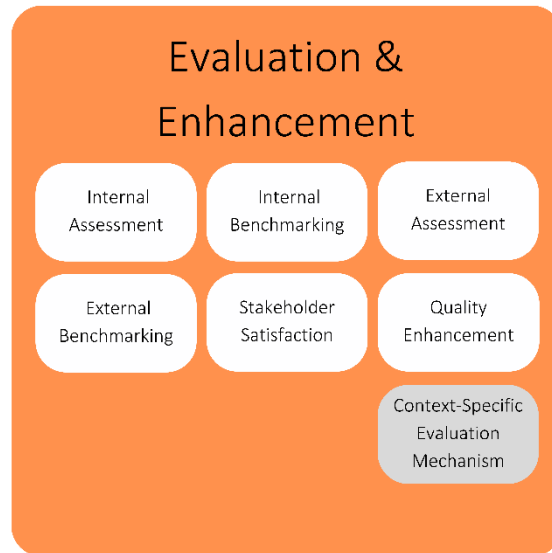 Evaluation &
Enhancement
Internal
Assessment
Internal
Benchmarking
External
Assessment
External
Benchmarking
Stakeholder
Satisfaction
Quality
Enhancement
Context-Specific
Evaluation
Mechanism